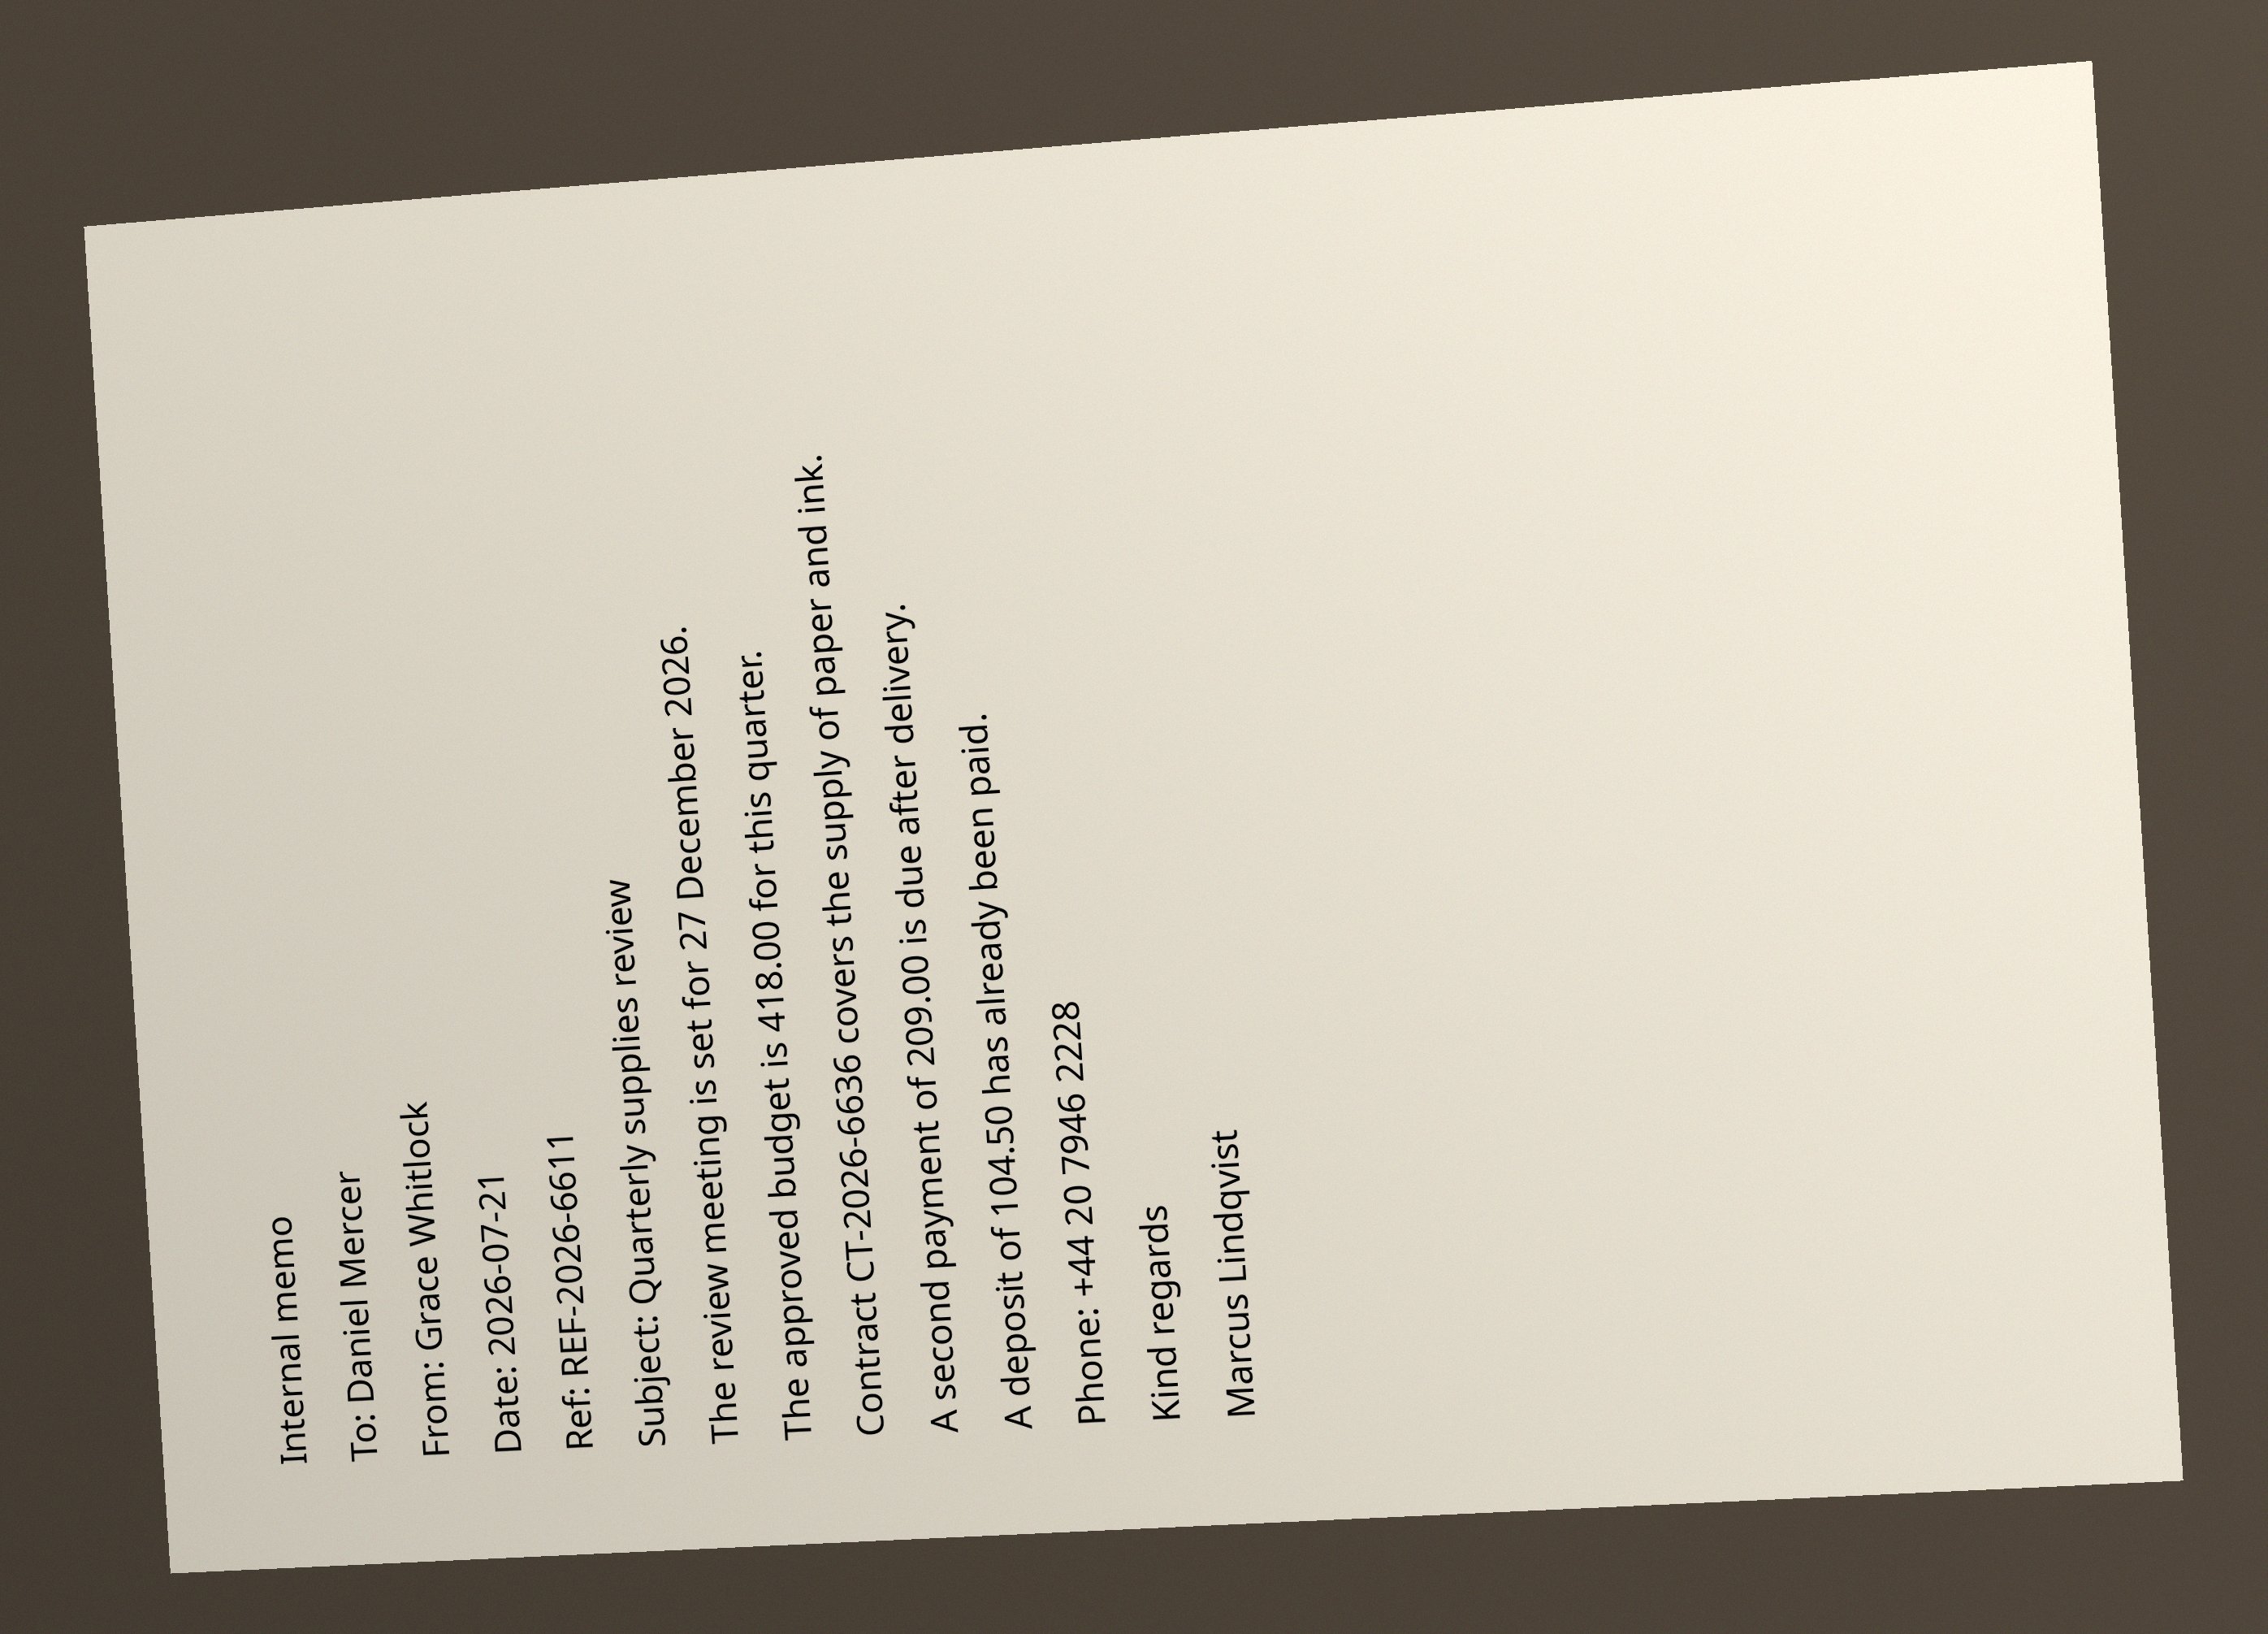 Internal memo
To: Daniel Mercer
From: Grace Whitlock
Date: 2026-07-21
Ref: REF-2026-6611
Subject: Quarterly supplies review
The review meeting is set for 27 December 2026.
The approved budget is 418.00 for this quarter.
Contract CT-2026-6636 covers the supply of paper and ink.
A second payment of 209.00 is due after delivery.
A deposit of 104.50 has already been paid.
Phone: +44 20 7946 2228
Kind regards
Marcus Lindqvist